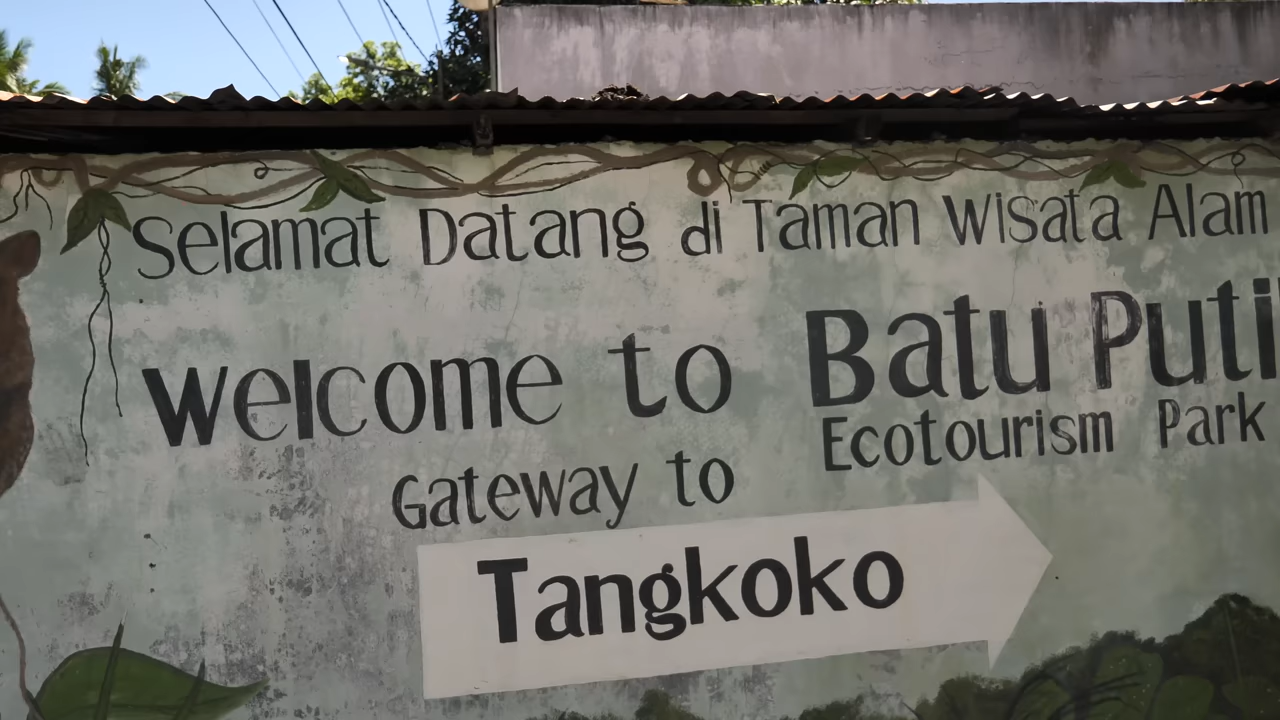 Selamat Datang di Taman Wisata Alam
Welcome to Batu Puti
Ecotourism Park
Gateway to
Tangkoko